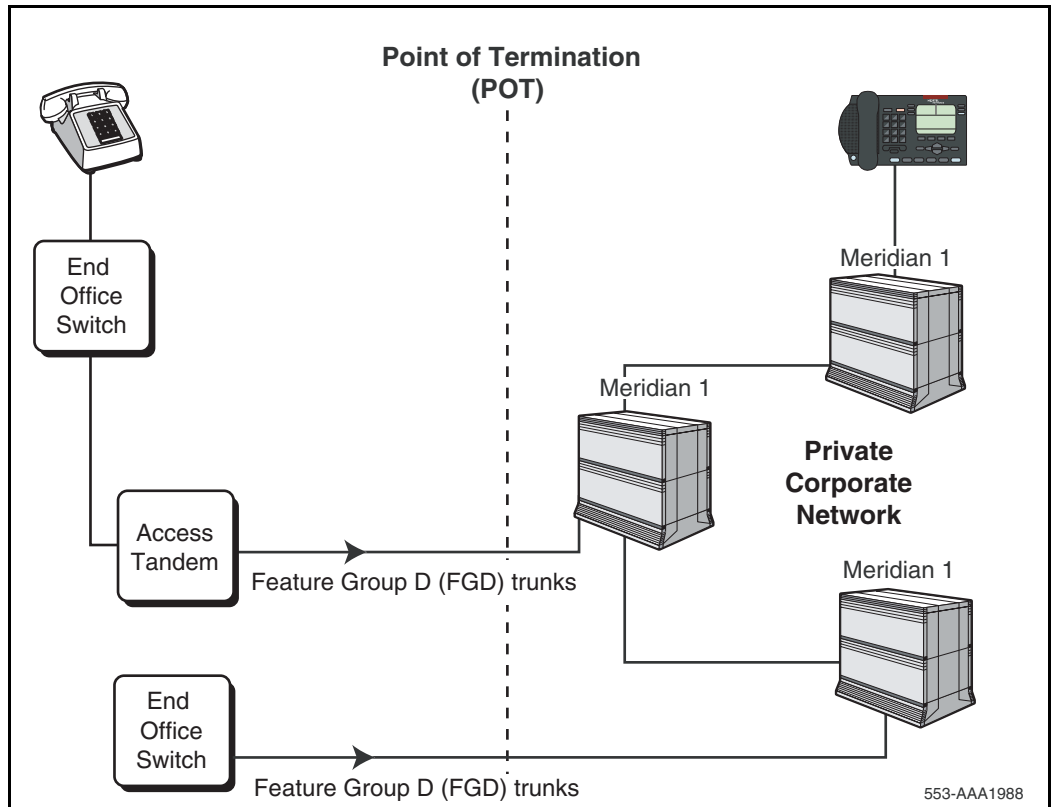 Point of Termination
(POT)
End
Office
Switch
Meridian 1
Meridian 1
Private
Corporate
Network
Access
Tandem
Feature Group D (FGD) trunks
Meridian 1
End
Office
Switch
Feature Group D (FGD) trunks
553-AAA1988